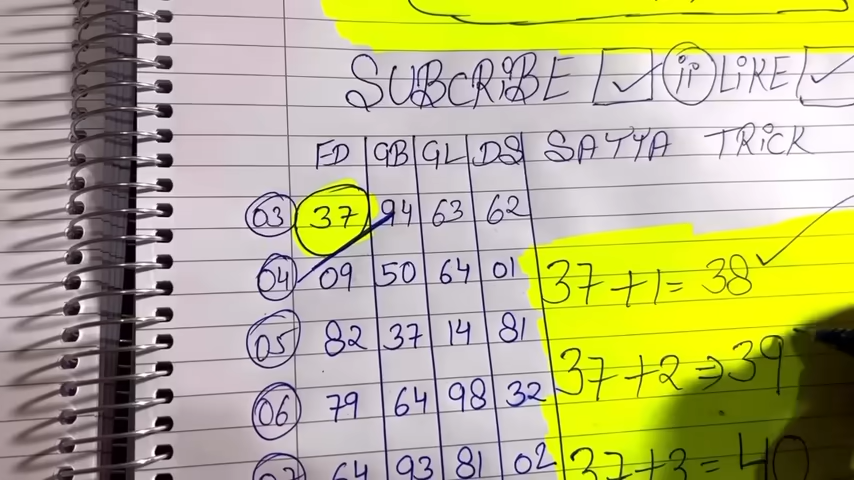 SUBCRIBE LIKE
FD GB GL DS SATYA TRICK
03 37 94 63 62
37+1= 38
04 09 50 64 01
05 82 37 14 81
37+2⇒39
06 79 64 98 32
07 64 93 81 02
37+3=40